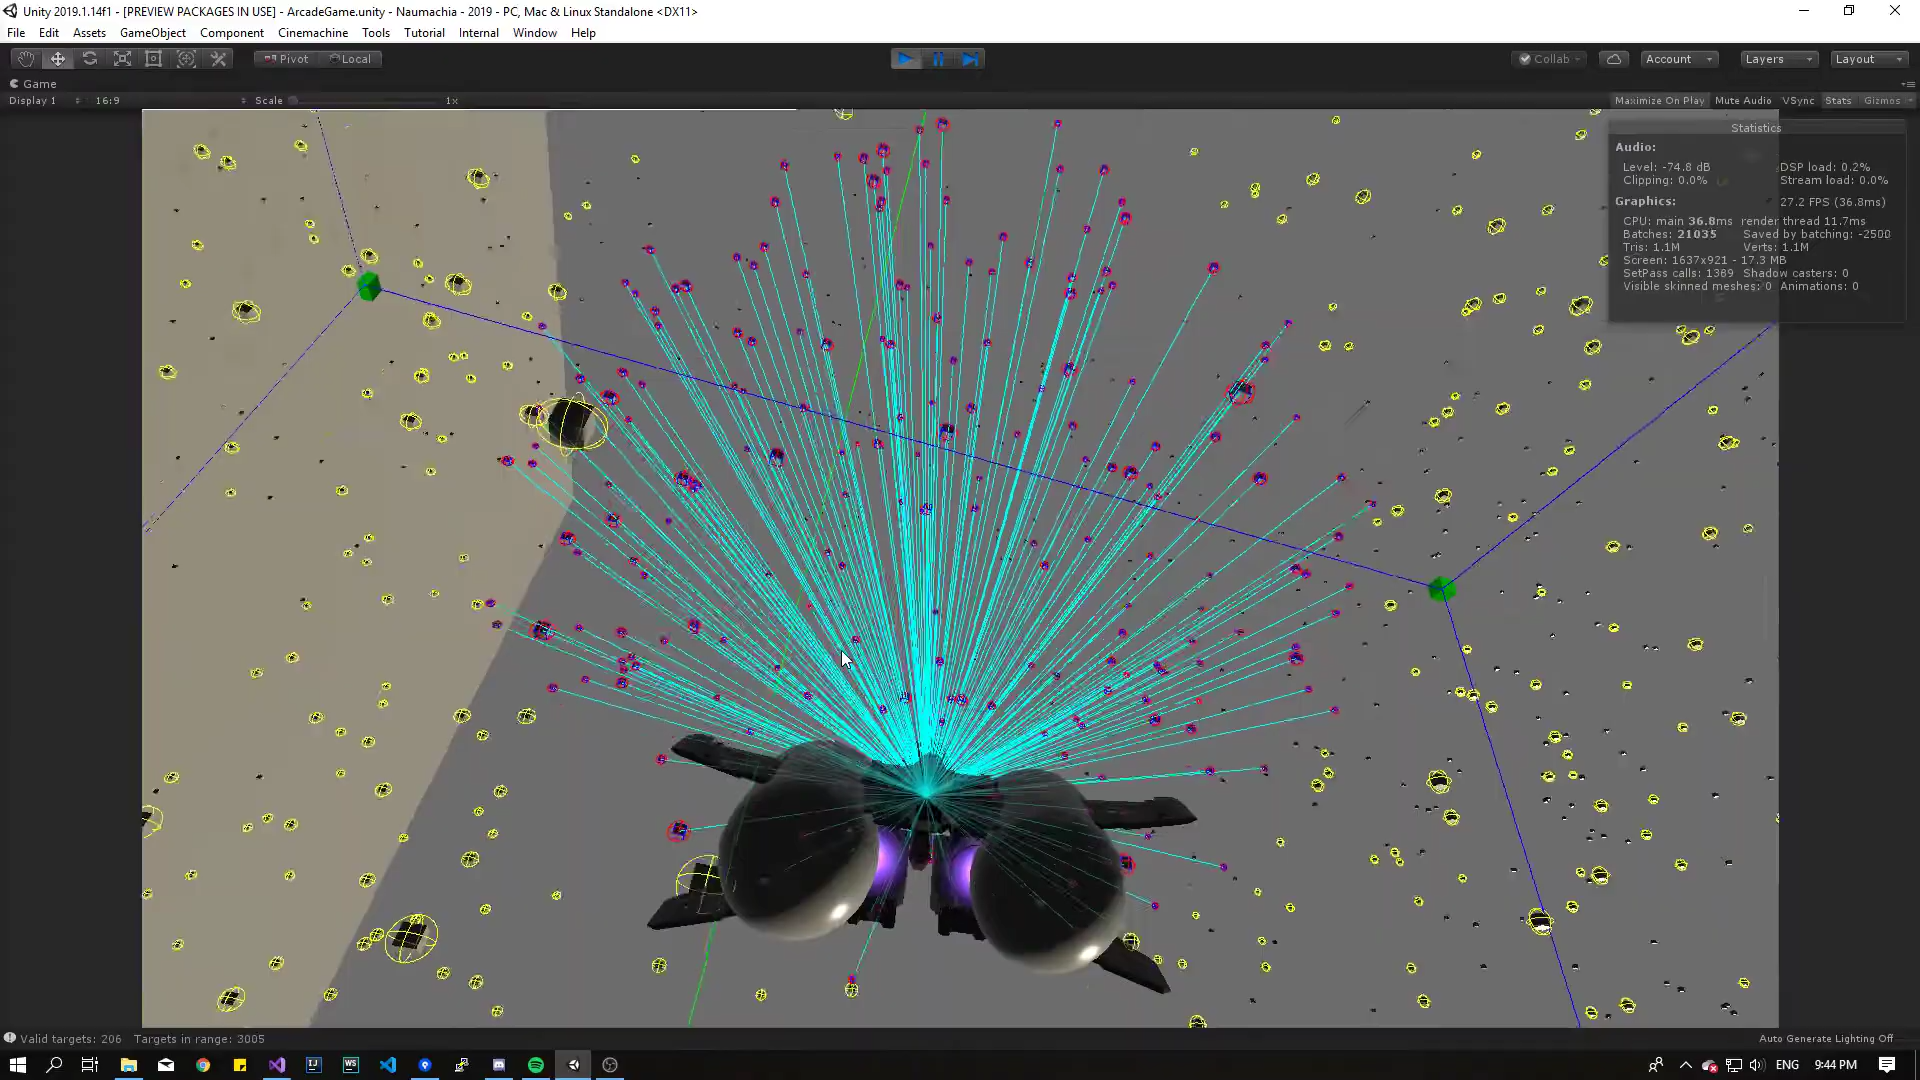 Unity 2019.1.14f1 - [PREVIEW PACKAGES IN USE] - ArcadeGame.unity - Naumachia - 2019 - PC, Mac & Linux Standalone <DX11>
File Edit Assets GameObject Component Cinemachine Tools Tutorial Internal Window Help
Pivot Local Collab Account Layers Layout
Game
Display 1 16:9 Scale 1x Maximize On Play Mute Audio VSync Stats Gizmos
Statistics
Audio:
Level: -74.8 dB DSP load: 0.2%
Clipping: 0.0% Stream load: 0.0%
Graphics: 27.2 FPS (36.8ms)
CPU: main 36.8ms render thread 11.7ms
Batches: 21035 Saved by batching: -2500
Tris: 1.1M Verts: 1.1M
Screen: 1637x921 - 17.3 MB
SetPass calls: 1389 Shadow casters: 0
Visible skinned meshes: 0 Animations: 0
Valid targets: 206 Targets in range: 3005
Auto Generate Lighting Off
IJ WS ENG 9:44 PM